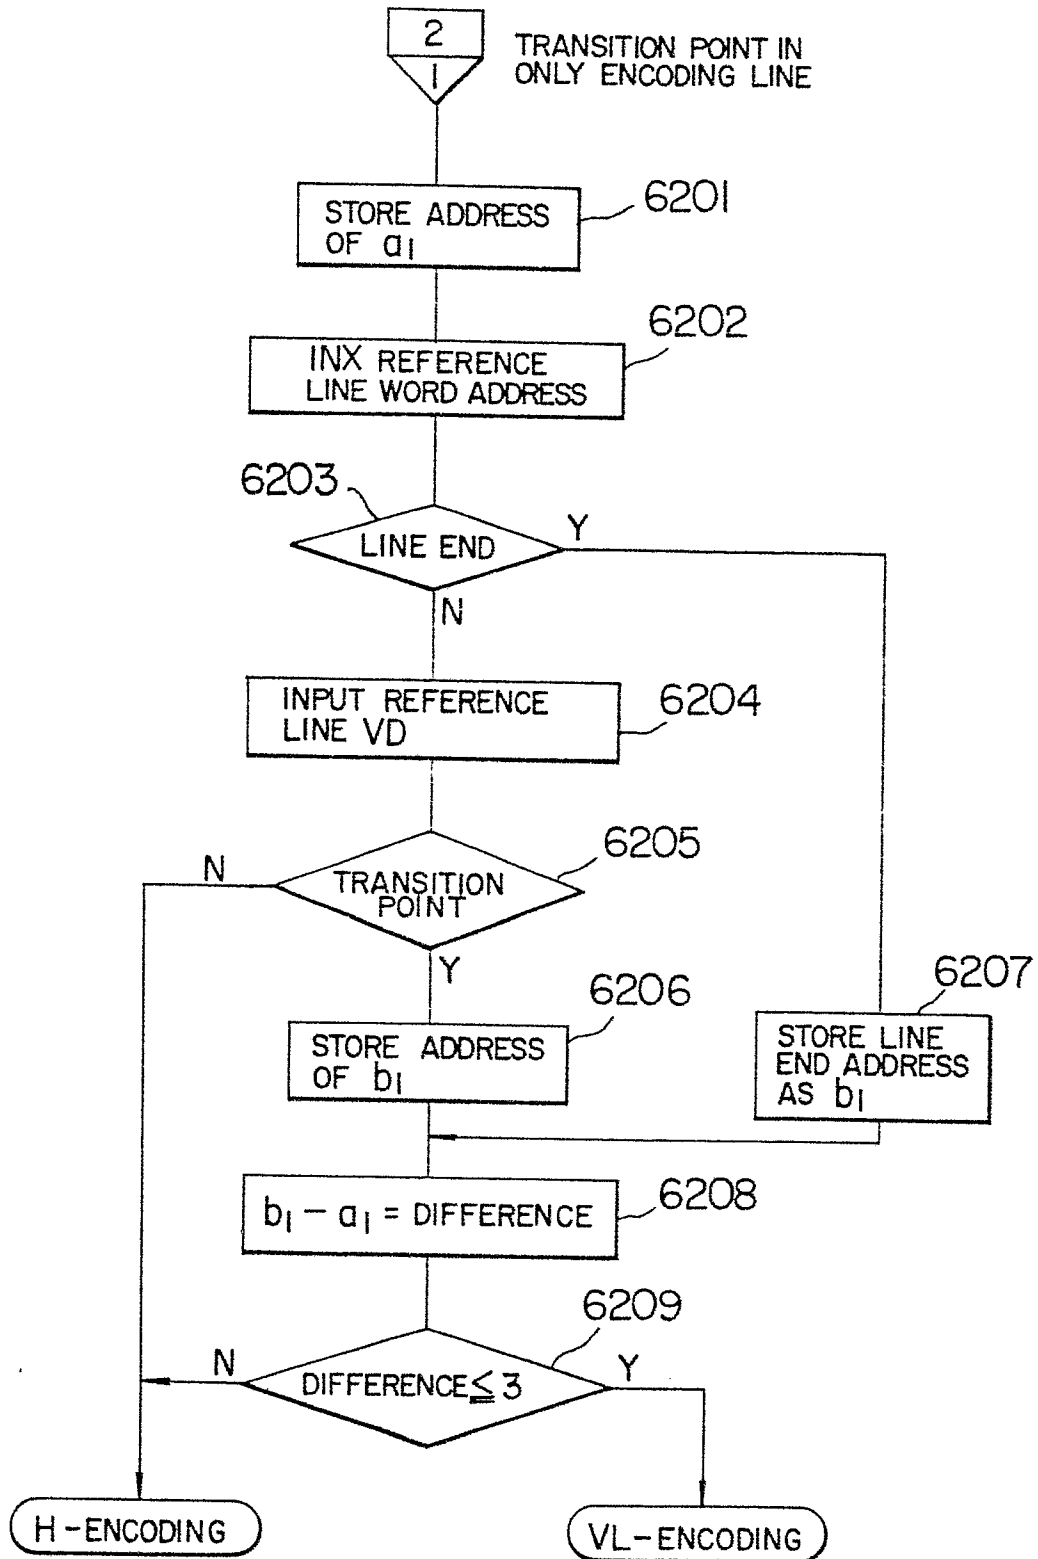 2
1
TRANSITION POINT IN
ONLY ENCODING LINE
STORE ADDRESS
OF a1
6201
INX REFERENCE
LINE WORD ADDRESS
6202
6203
LINE END
Y
N
INPUT REFERENCE
LINE VD
6204
TRANSITION
POINT
6205
N
Y
STORE ADDRESS
OF b1
6206
STORE LINE
END ADDRESS
AS b1
6207
b1 - a1 = DIFFERENCE
6208
DIFFERENCE ≦ 3
6209
N
Y
H-ENCODING
VL-ENCODING